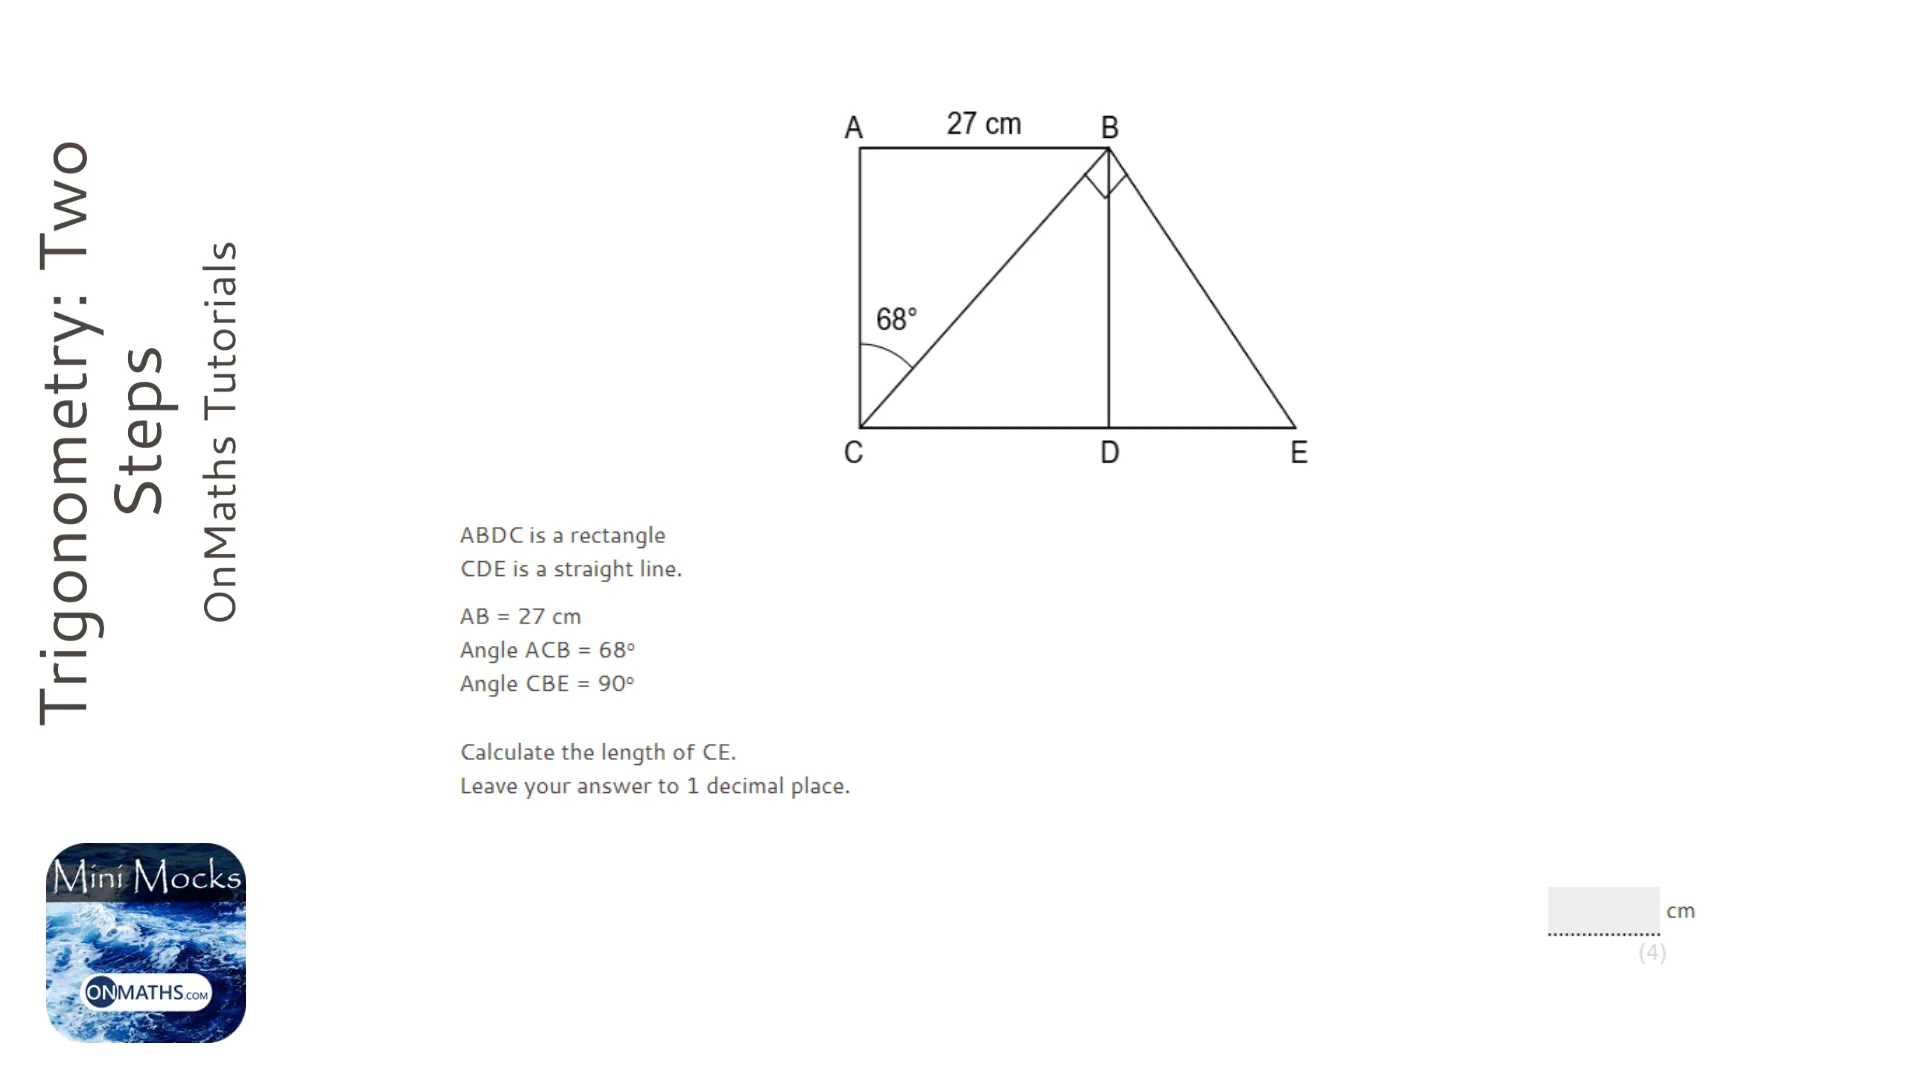 Trigonometry: Two
Steps
OnMaths Tutorials
A
27 cm
B
68°
C
D
E
ABDC is a rectangle
CDE is a straight line.
AB = 27 cm
Angle ACB = 68°
Angle CBE = 90°
Calculate the length of CE.
Leave your answer to 1 decimal place.
Mini Mocks
ONMATHS.COM
cm
(4)